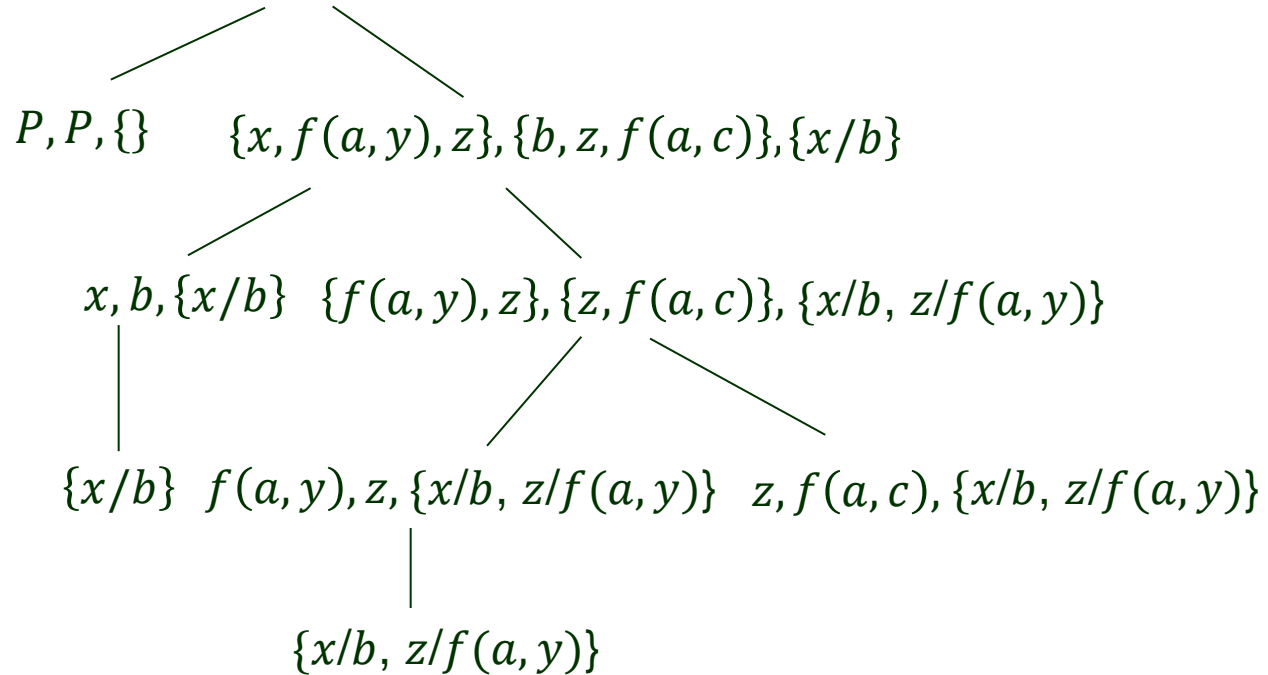 P, P, {} {x, f(a, y), z}, {b, z, f(a, c)}, {x/b}
x, b, {x/b} {f(a, y), z}, {z, f(a, c)}, {x/b, z/f(a, y)}
{x/b} f(a, y), z, {x/b, z/f(a, y)} z, f(a, c), {x/b, z/f(a, y)}
{x/b, z/f(a, y)}